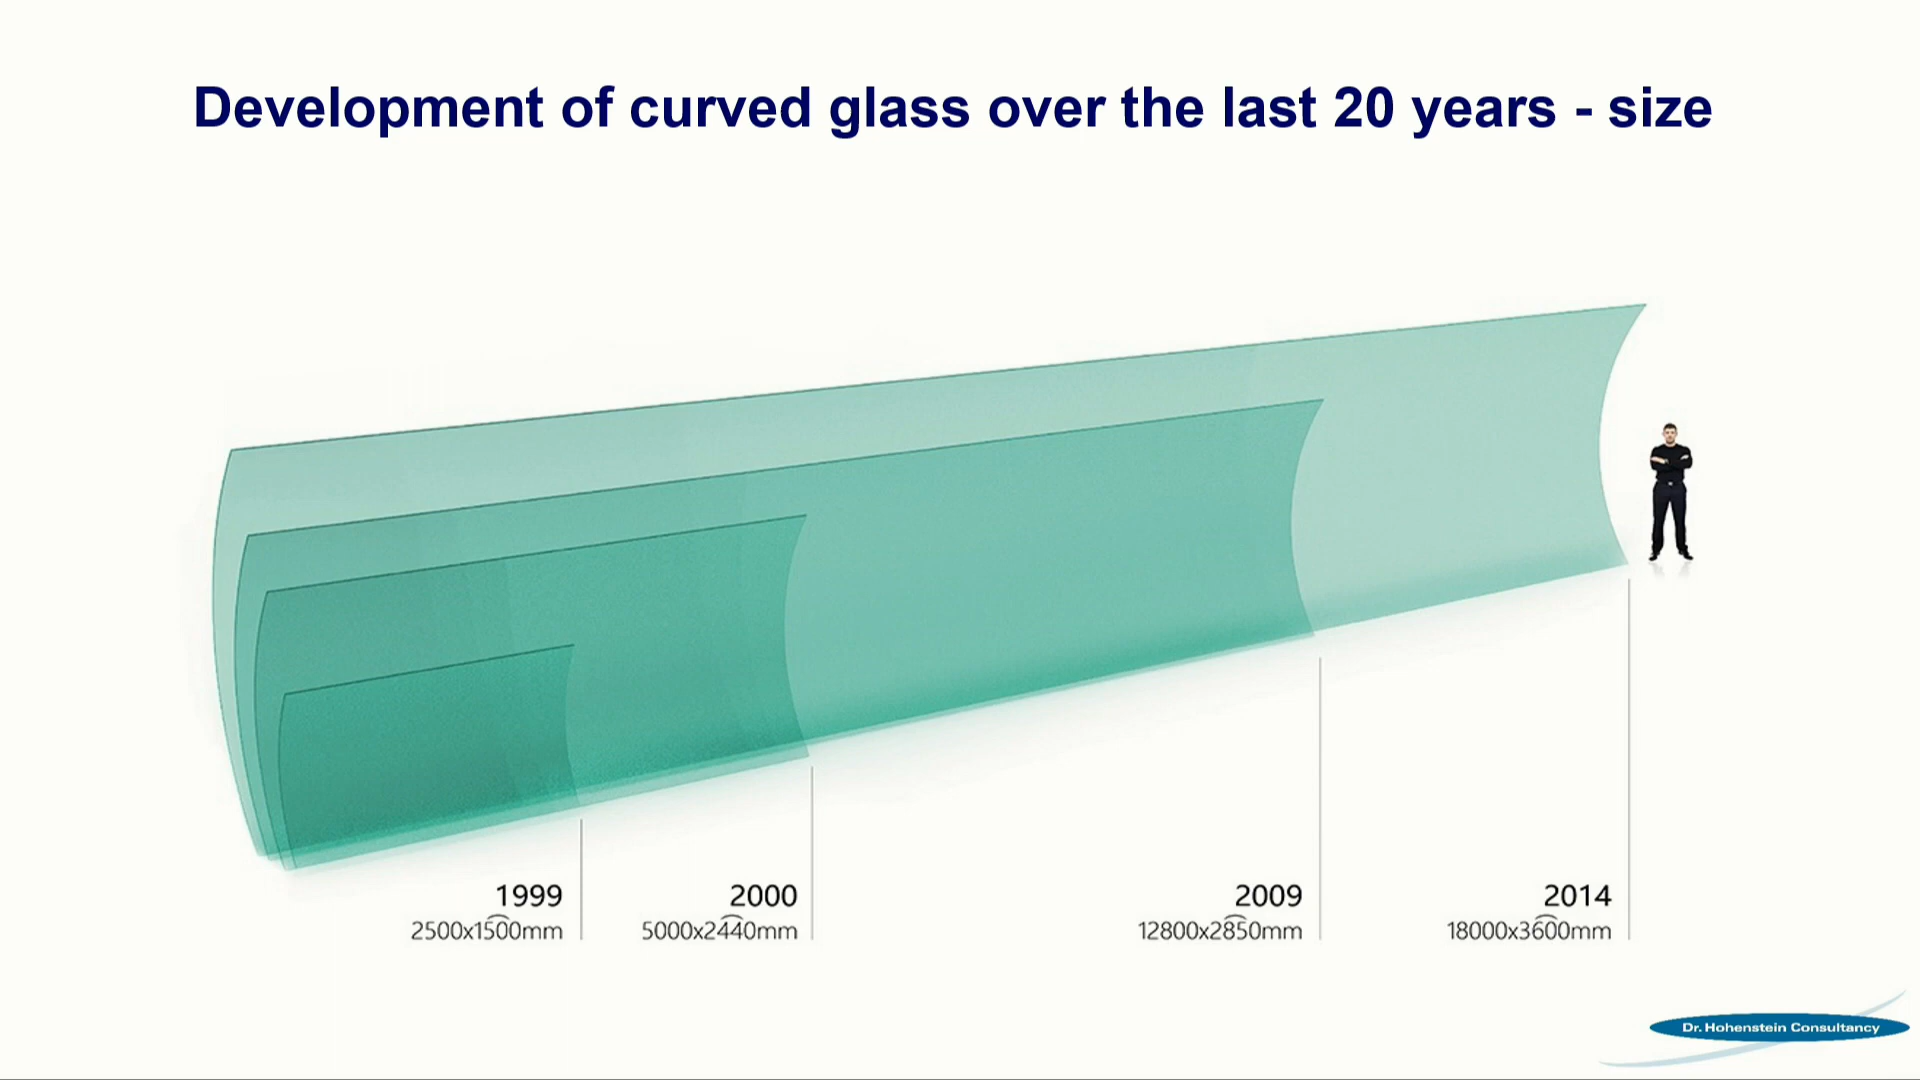 Development of curved glass over the last 20 years - size
1999
2500x1500mm
2000
5000x2440mm
2009
12800x2850mm
2014
18000x3600mm
Dr. Hohenstein Consultancy